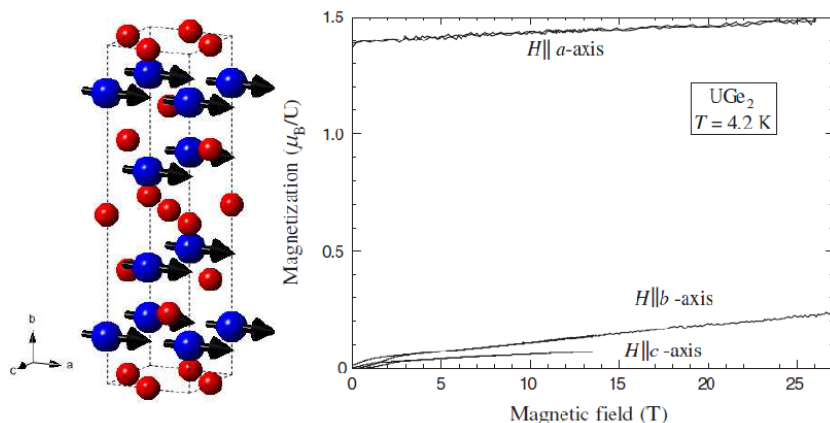 b
c
a
Magnetization (μB/U)
1.5
1.0
0.5
0
H|| a-axis
UGe2
T = 4.2 K
H||b -axis
H||c -axis
0
5
10
15
20
25
Magnetic field (T)